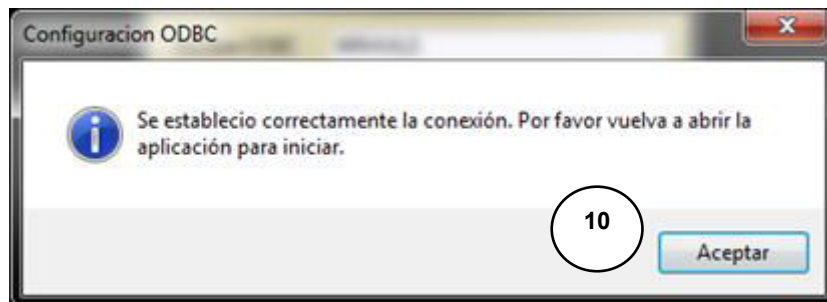 Configuracion ODBC
Se establecio correctamente la conexión. Por favor vuelva a abrir la
aplicación para iniciar.
10
Aceptar